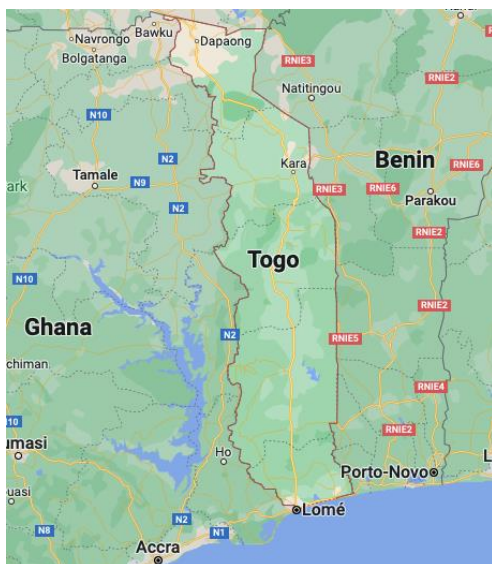 Navrongo
Bawku
Dapaong
Bolgatanga
RNIE3
RNIE2
Natitingou
N10
N2
Kara
Benin
N9
Tamale
RNIE3
RNIE6
RNIE6
ark
Parakou
N2
RNIE2
Togo
N10
RNIE2
Ghana
N2
RNIE5
chiman
RNIE4
N10
RNIE2
umasi
Ho
Porto-Novo
L
uasi
N2
Lomé
N8
N1
Accra